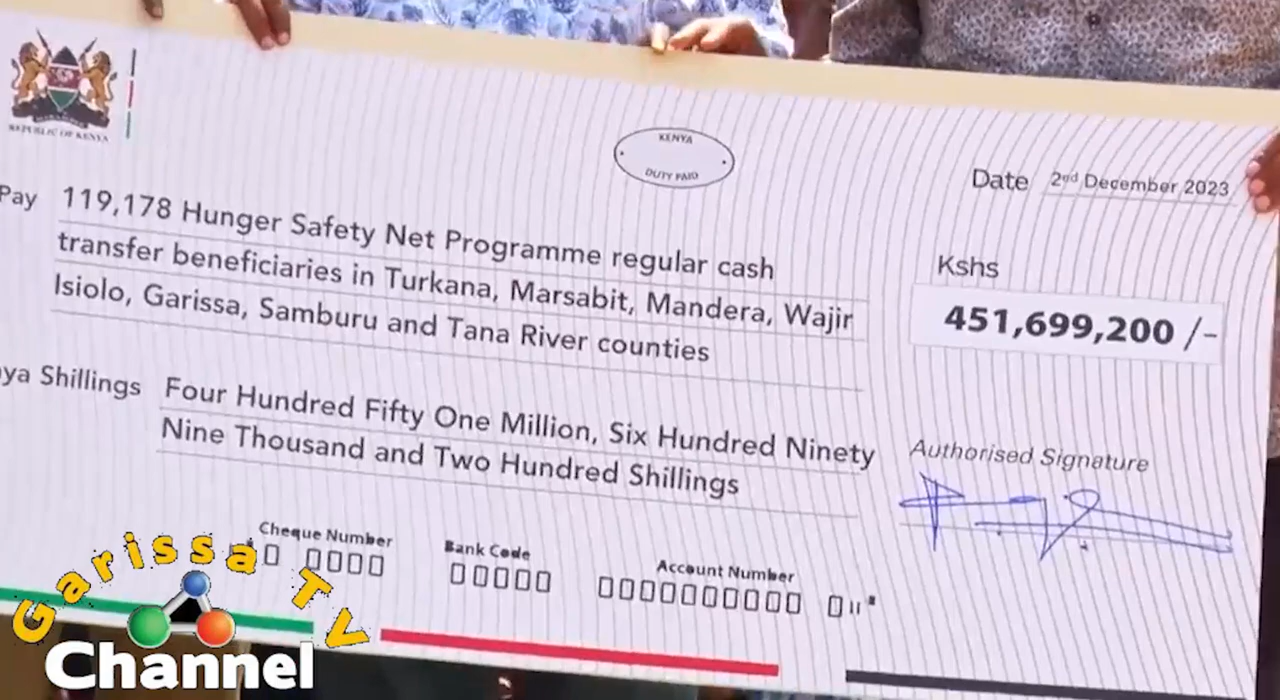 REPUBLIC OF KENYA
KENYA
DUTY PAID
Date 2nd December 2023
Pay 119,178 Hunger Safety Net Programme regular cash
transfer beneficiaries in Turkana, Marsabit, Mandera, Wajir
Isiolo, Garissa, Samburu and Tana River counties
Kshs
451,699,200/-
ya Shillings Four Hundred Fifty One Million, Six Hundred Ninety
Nine Thousand and Two Hundred Shillings
Authorised Signature
Cheque Number
Bank Code
Account Number
Garissa TV
Channel